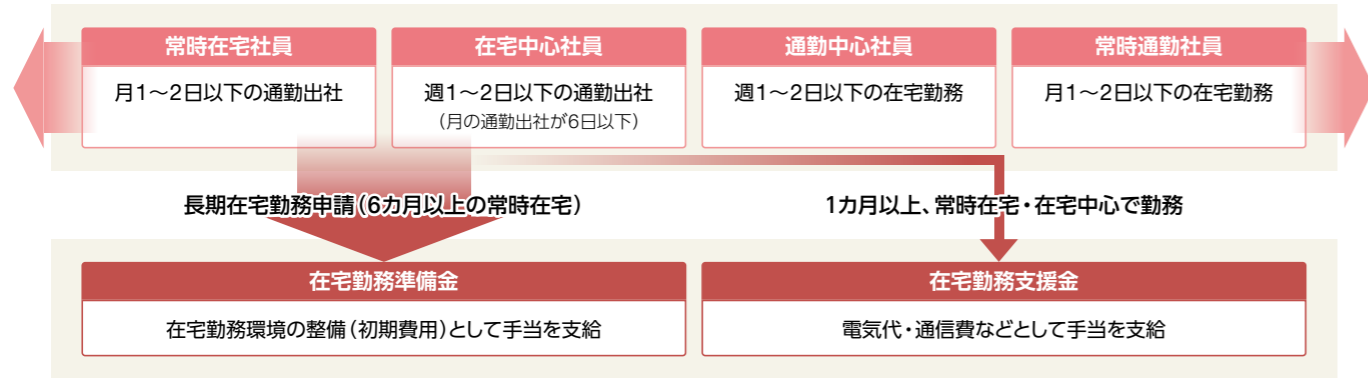 常時在宅社員
月1〜2日以下の通勤出社
在宅中心社員
週1〜2日以下の通勤出社
（月の通勤出社が6日以下）
通勤中心社員
週1〜2日以下の在宅勤務
常時通勤社員
月1〜2日以下の在宅勤務
長期在宅勤務申請（6カ月以上の常時在宅）
1カ月以上、常時在宅・在宅中心で勤務
在宅勤務準備金
在宅勤務環境の整備（初期費用）として手当を支給
在宅勤務支援金
電気代・通信費などとして手当を支給